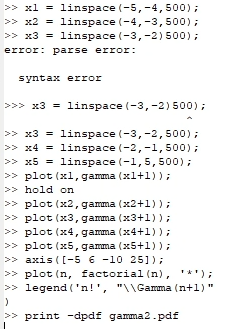 >> x1 = linspace(-5,-4,500);
>> x2 = linspace(-4,-3,500);
>> x3 = linspace(-3,-2)500);
error: parse error:
syntax error
>>> x3 = linspace(-3,-2)500);
^
>> x3 = linspace(-3,-2,500);
>> x4 = linspace(-2,-1,500);
>> x5 = linspace(-1,5,500);
>> plot(x1,gamma(x1+1));
>> hold on
>> plot(x2,gamma(x2+1));
>> plot(x3,gamma(x3+1));
>> plot(x4,gamma(x4+1));
>> plot(x5,gamma(x5+1));
>> axis([-5 6 -10 25]);
>> plot(n, factorial(n), '*');
>> legend('n!', "\\Gamma(n+1)"
)
>> print -dpdf gamma2.pdf